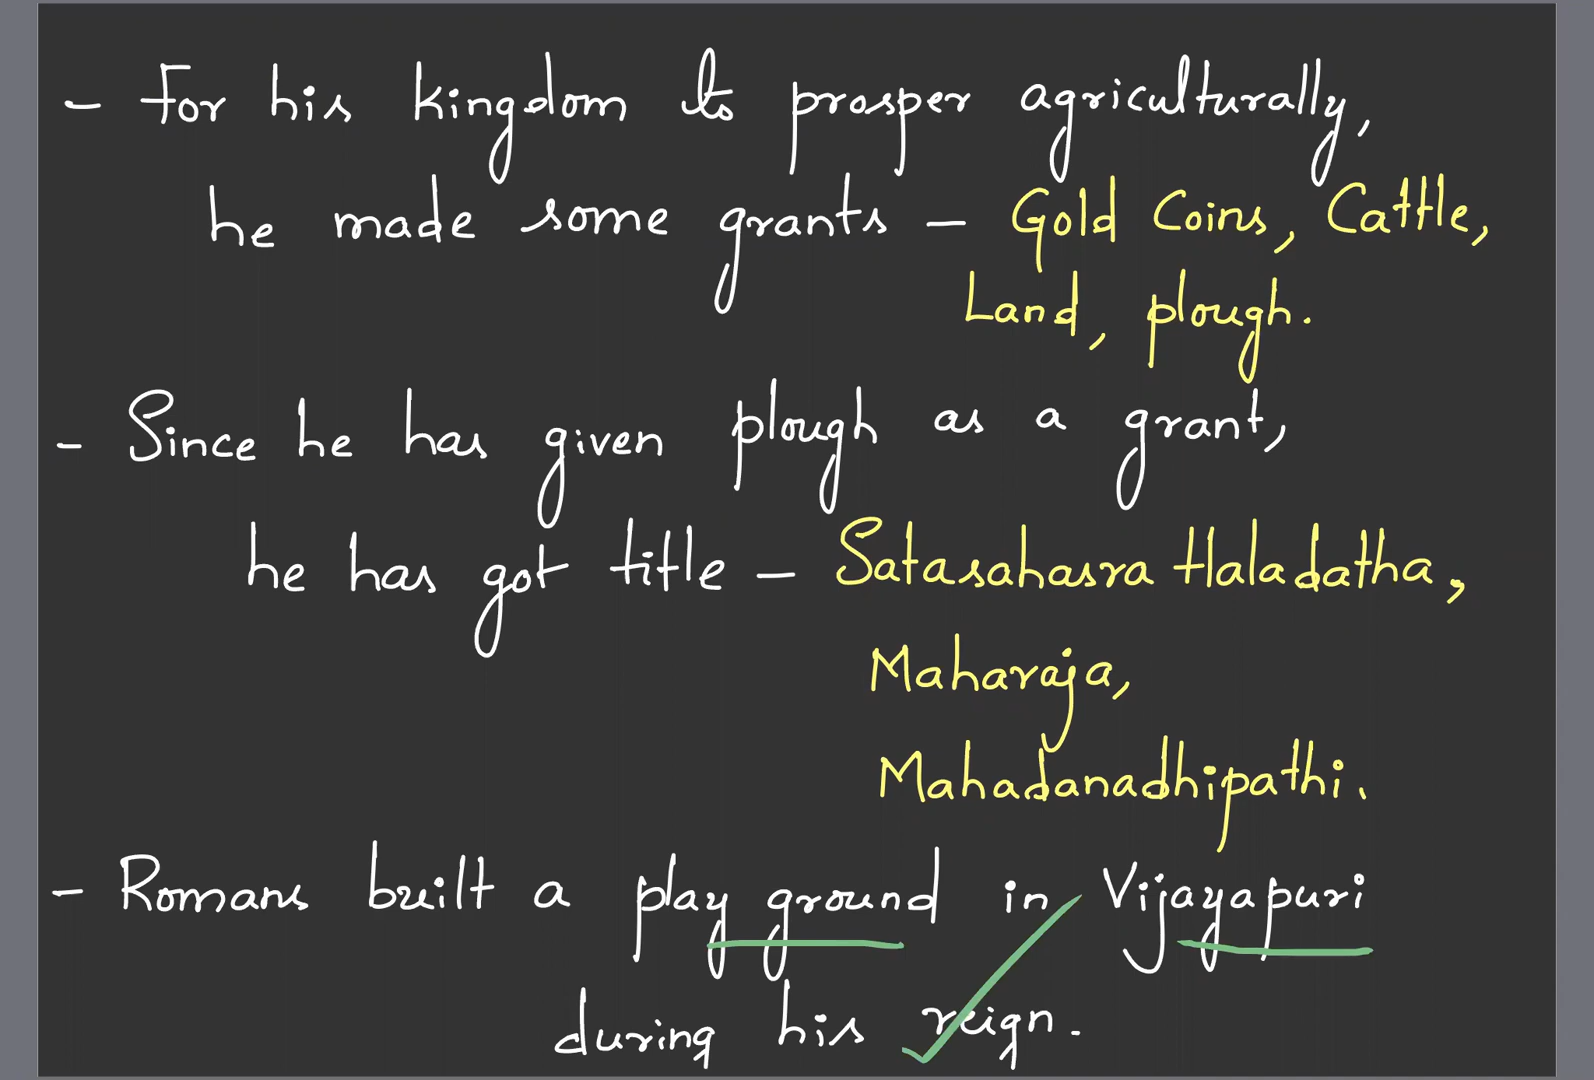 - For his kingdom to prosper agriculturally,
he made some grants - Gold Coins, Cattle,
Land, plough.
- Since he has given plough as a grant,
he has got title - Satasahasra Haladatha,
Maharaja,
Mahadanadhipathi.
- Romans built a play ground in Vijayapuri
during his reign.